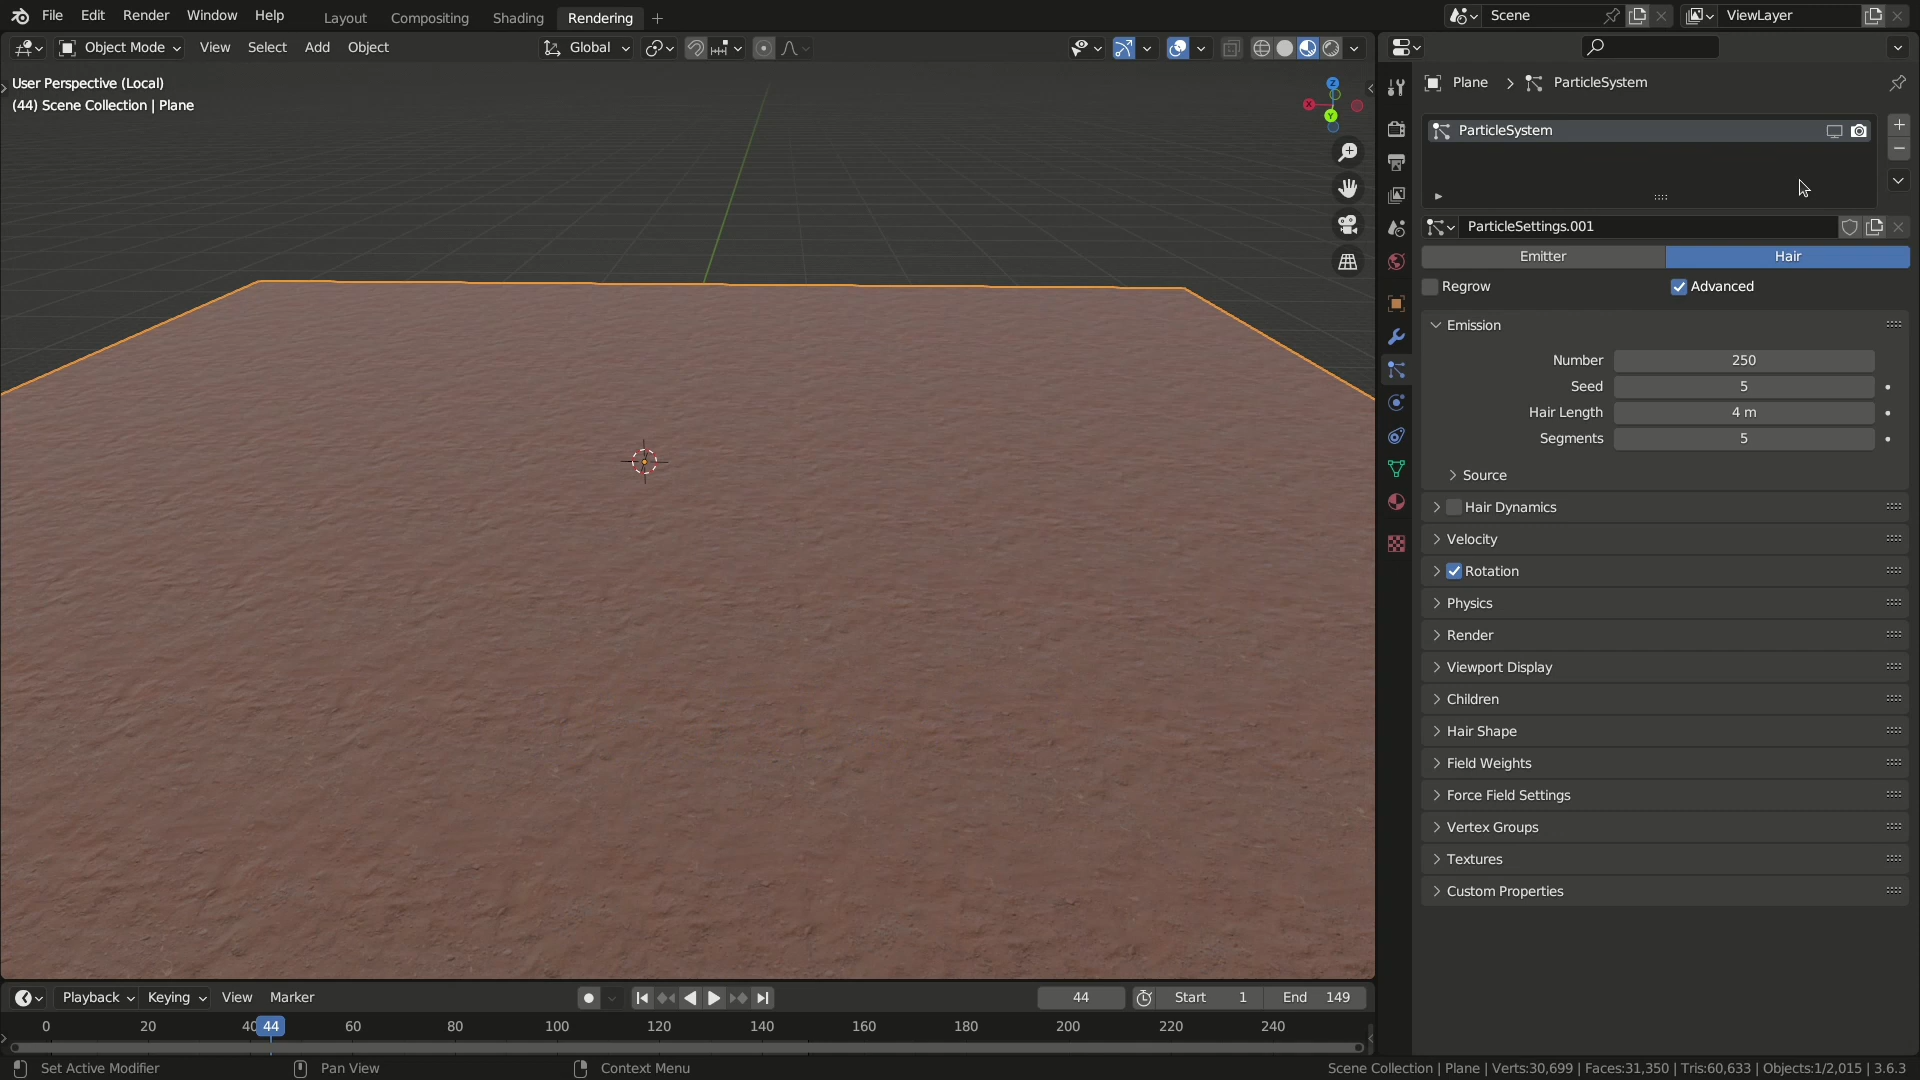 File Edit Render Window Help Layout Compositing Shading Rendering Scene ViewLayer
Object Mode View Select Add Object Global
User Perspective (Local)
(44) Scene Collection | Plane
Z
X
Y
Plane ParticleSystem
ParticleSystem
ParticleSettings.001
Emitter Hair
Regrow Advanced
Emission
Number 250
Seed 5
Hair Length 4 m
Segments 5
Source
Hair Dynamics
Velocity
Rotation
Physics
Render
Viewport Display
Children
Hair Shape
Field Weights
Force Field Settings
Vertex Groups
Textures
Custom Properties
Playback Keying View Marker 44 Start 1 End 149
0 20 40 44 60 80 100 120 140 160 180 200 220 240
Set Active Modifier Pan View Context Menu Scene Collection | Plane | Verts:30,699 | Faces:31,350 | Tris:60,633 | Objects:1/2,015 | 3.6.3